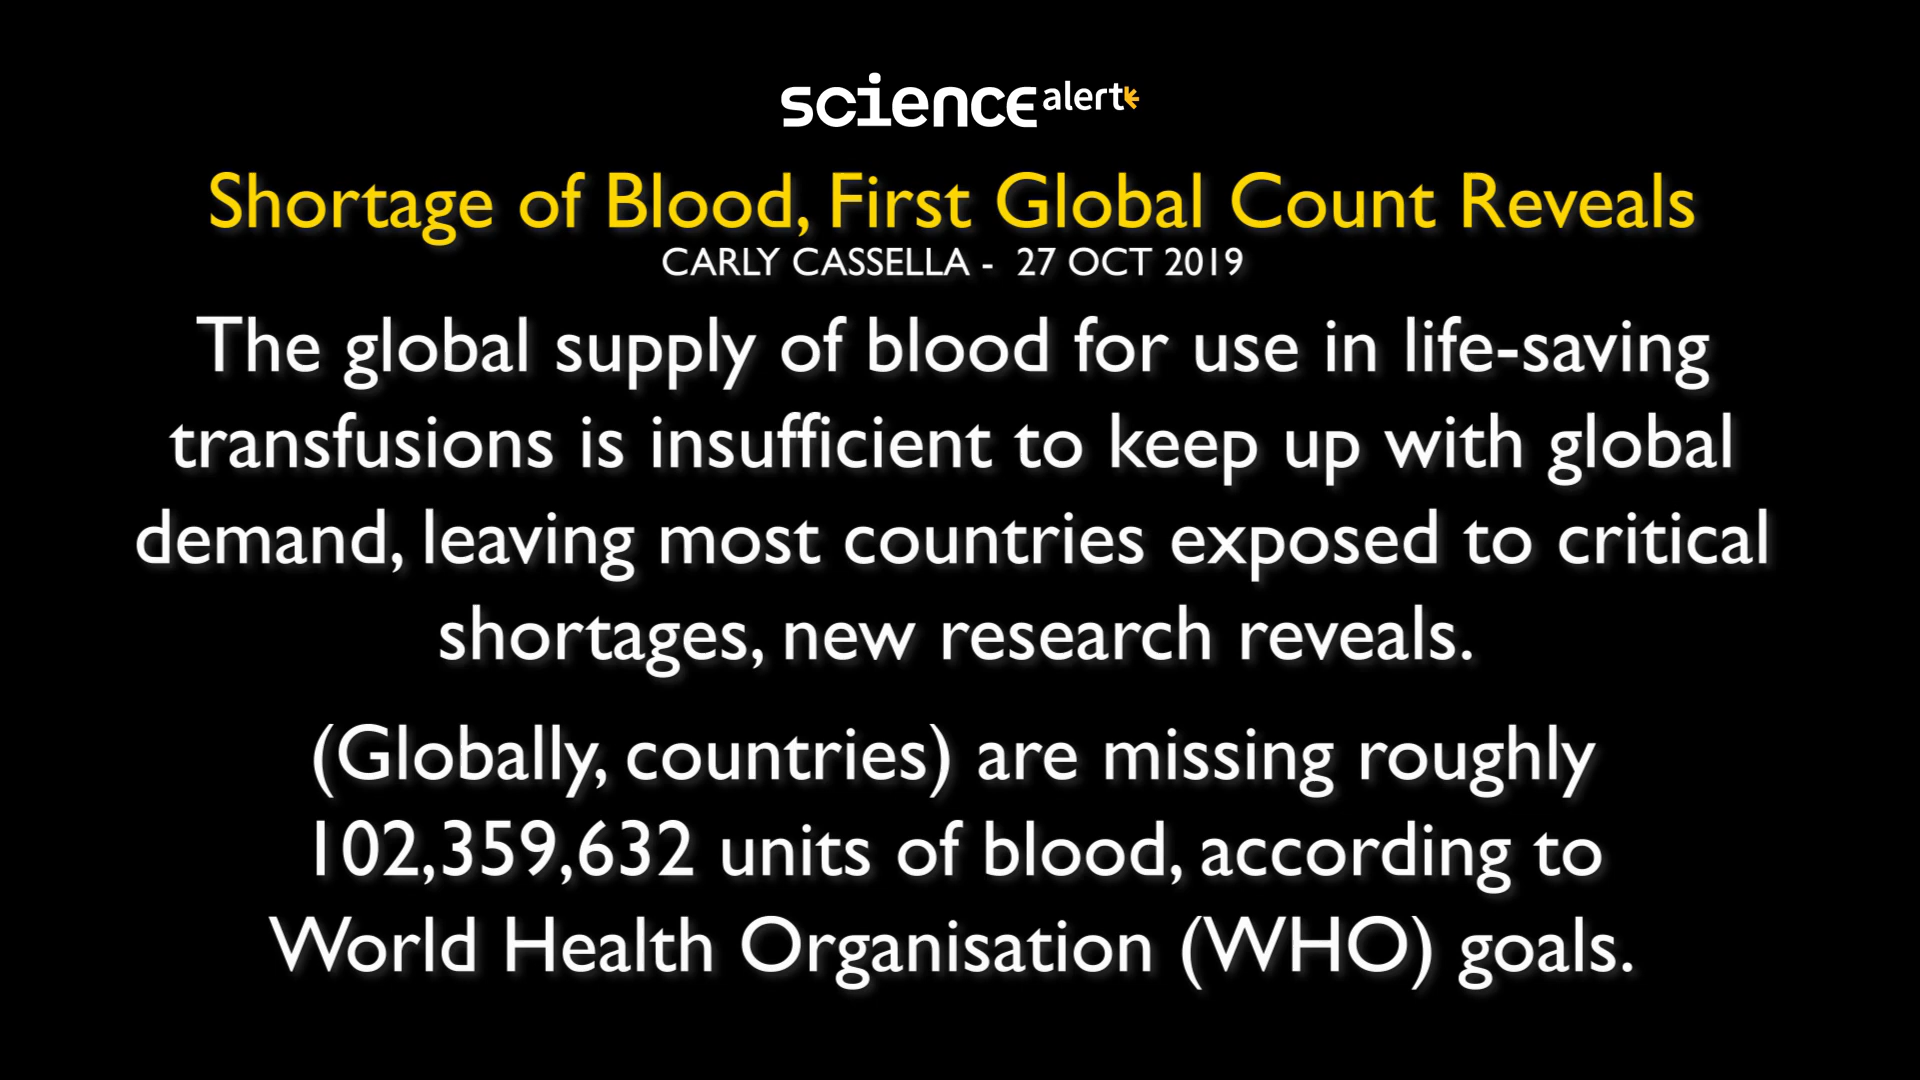 science alert
Shortage of Blood, First Global Count Reveals
CARLY CASSELLA - 27 OCT 2019
The global supply of blood for use in life-saving
transfusions is insufficient to keep up with global
demand, leaving most countries exposed to critical
shortages, new research reveals.
(Globally, countries) are missing roughly
102,359,632 units of blood, according to
World Health Organisation (WHO) goals.